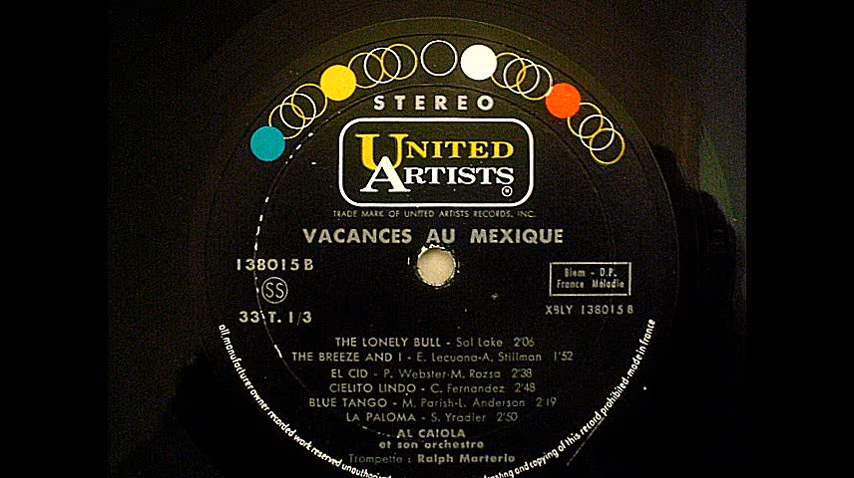 STEREO
UNITED
ARTISTS
®
TRADE MARK OF UNITED ARTISTS RECORDS, INC.
VACANCES AU MEXIQUE
138015 B
SS
33 T. 1/3
Biem - D.P.
France Mélodie
XBLY 138015 B
THE LONELY BULL - Sol Lake 2'06
THE BREEZE AND I - E. Lecuona-A. Stillman 1'52
EL CID - P. Webster-M. Rozsa 2'38
CIELITO LINDO - C. Fernandez 2'48
BLUE TANGO - M. Parish-L. Anderson 2'19
LA PALOMA - S. Yradier 2'50
AL CAIOLA
et son orchestre
Trompette : Ralph Marterie
all manufacturer owner recorded work reserved unauthorised
and copying of this record prohibited. made in france